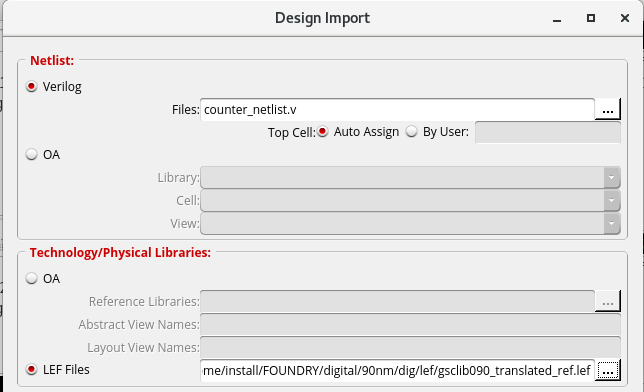 Design Import
Netlist:
Verilog
Files: counter_netlist.v ...
Top Cell: Auto Assign By User:
OA
Library:
Cell:
View:
Technology/Physical Libraries:
OA
Reference Libraries: ...
Abstract View Names:
Layout View Names:
LEF Files me/install/FOUNDRY/digital/90nm/dig/lef/gsclib090_translated_ref.lef ...